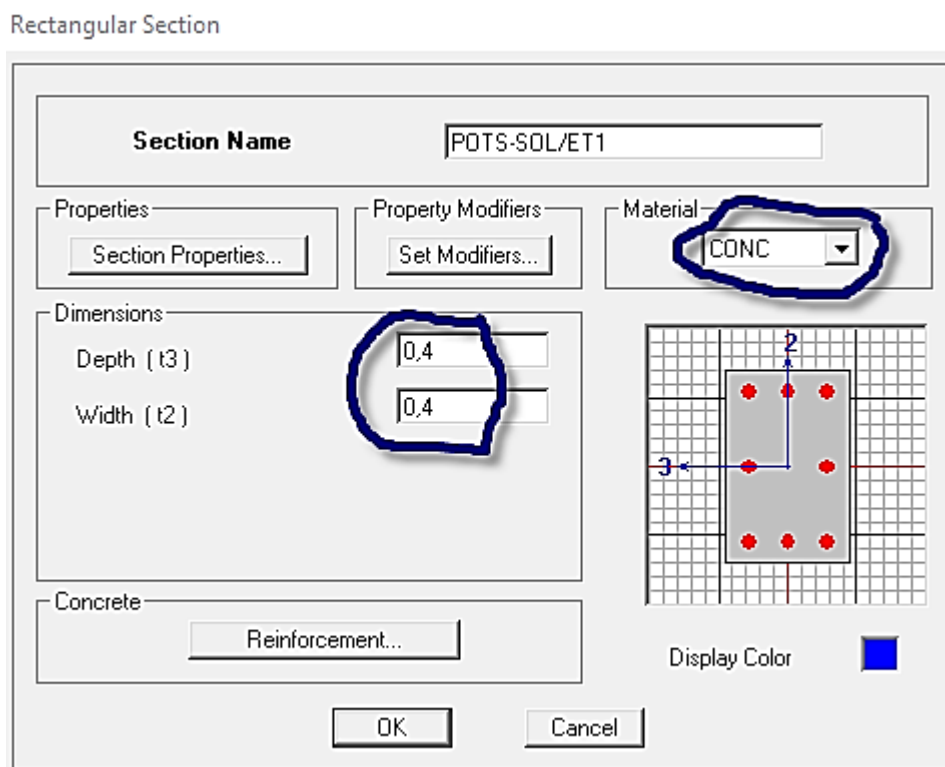 Rectangular Section
Section Name
POTS-SOL/ET1
Properties
Section Properties...
Property Modifiers
Set Modifiers...
Material
CONC
Dimensions
Depth ( t3 )
0,4
Width ( t2 )
0,4
2
3
Concrete
Reinforcement...
Display Color
OK
Cancel